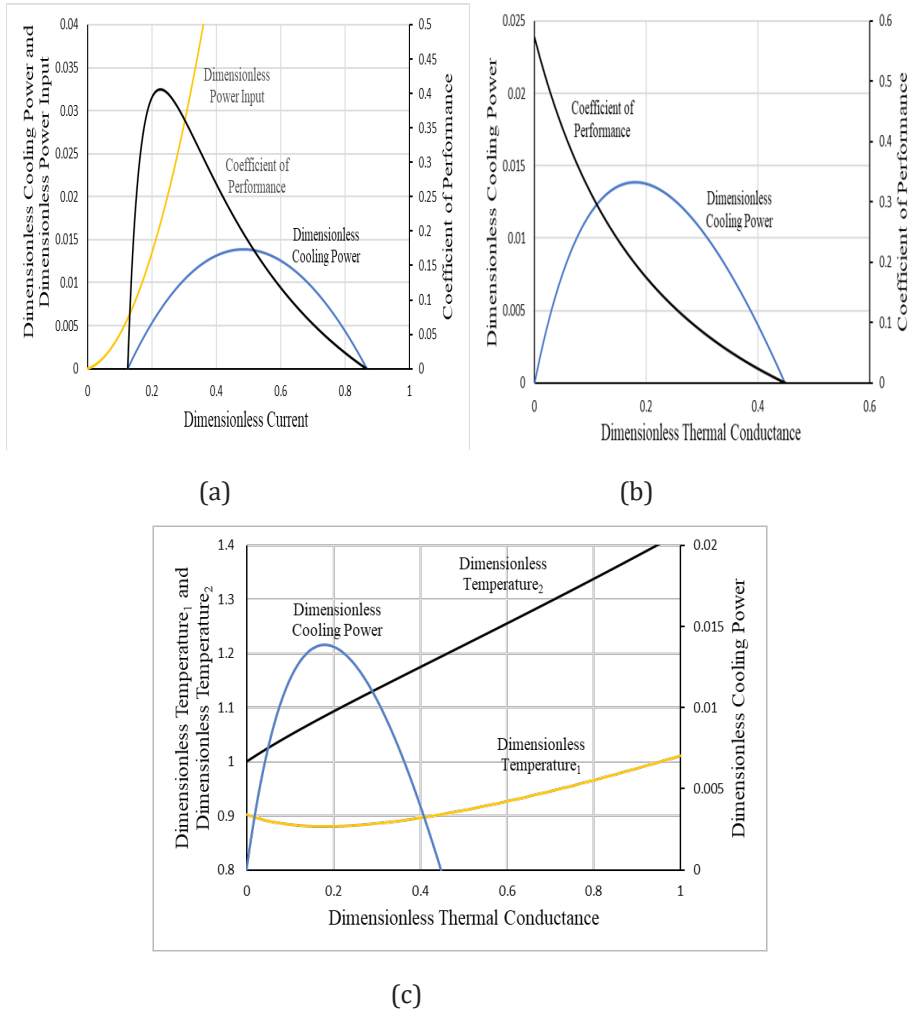 Dimensionless Cooling Power and
Dimensionless Power Input
0.04
0.035
0.03
0.025
0.02
0.015
0.01
0.005
0
0
0.2
0.4
0.6
0.8
1
Dimensionless Current
0.5
0.45
0.4
0.35
0.3
0.25
0.2
0.15
0.1
0.05
0
Coefficient of Performance
Dimensionless
Power Input
Coefficient of
Performance
Dimensionless
Cooling Power
(a)
Dimensionless Cooling Power
0.025
0.02
0.015
0.01
0.005
0
0
0.2
0.4
0.6
Dimensionless Thermal Conductance
0.6
0.5
0.4
0.3
0.2
0.1
0
Coefficient of Performance
Coefficient of
Performance
Dimensionless
Cooling Power
(b)
Dimensionless Temperature₁ and
Dimensionless Temperature₂
1.4
1.3
1.2
1.1
1
0.9
0.8
0
0.2
0.4
0.6
0.8
1
Dimensionless Thermal Conductance
0.02
0.015
0.01
0.005
0
Dimensionless Cooling Power
Dimensionless
Temperature₂
Dimensionless
Cooling Power
Dimensionless
Temperature₁
(c)